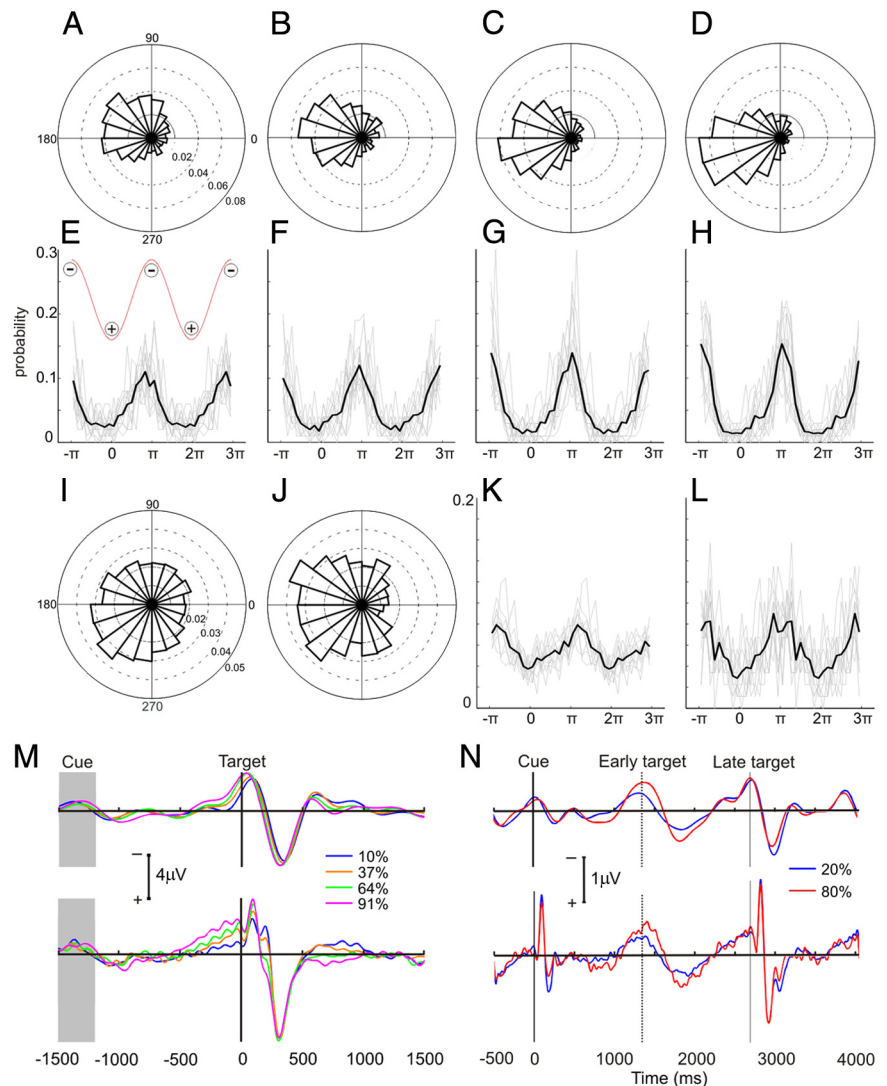 A B C D
90
180 0
0.02
0.04
0.06
0.08
270
E F G H
0.3
0.2
0.1
0
probability
- - -
+ +
-π 0 π 2π 3π -π 0 π 2π 3π -π 0 π 2π 3π -π 0 π 2π 3π
I J K L
90
180 0
0.02
0.03
0.04
0.05
270
0.2
0
-π 0 π 2π 3π -π 0 π 2π 3π
M N
Cue Target
− 4μV +
10%
37%
64%
91%
-1500 -1000 -500 0 500 1000 1500
Cue Early target Late target
− 1μV +
20%
80%
-500 0 1000 2000 3000 4000
Time (ms)